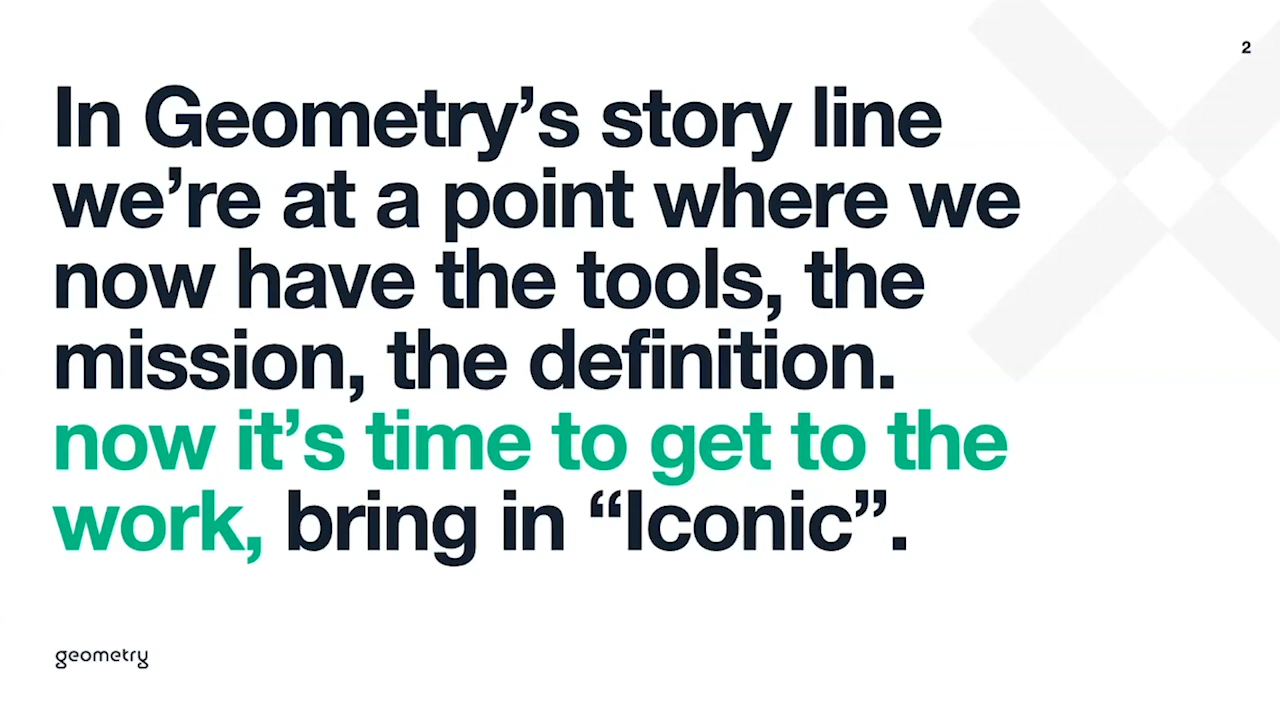 2
In Geometry’s story line
we’re at a point where we
now have the tools, the
mission, the definition.
now it’s time to get to the
work, bring in “Iconic”.
geometry